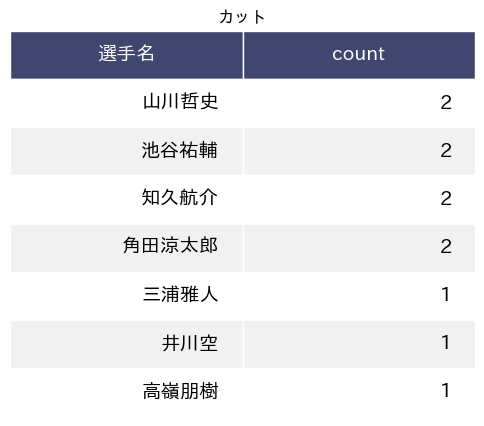 カット
選手名 count
山川哲史 2
池谷祐輔 2
知久航介 2
角田涼太郎 2
三浦雅人 1
井川空 1
高嶺朋樹 1